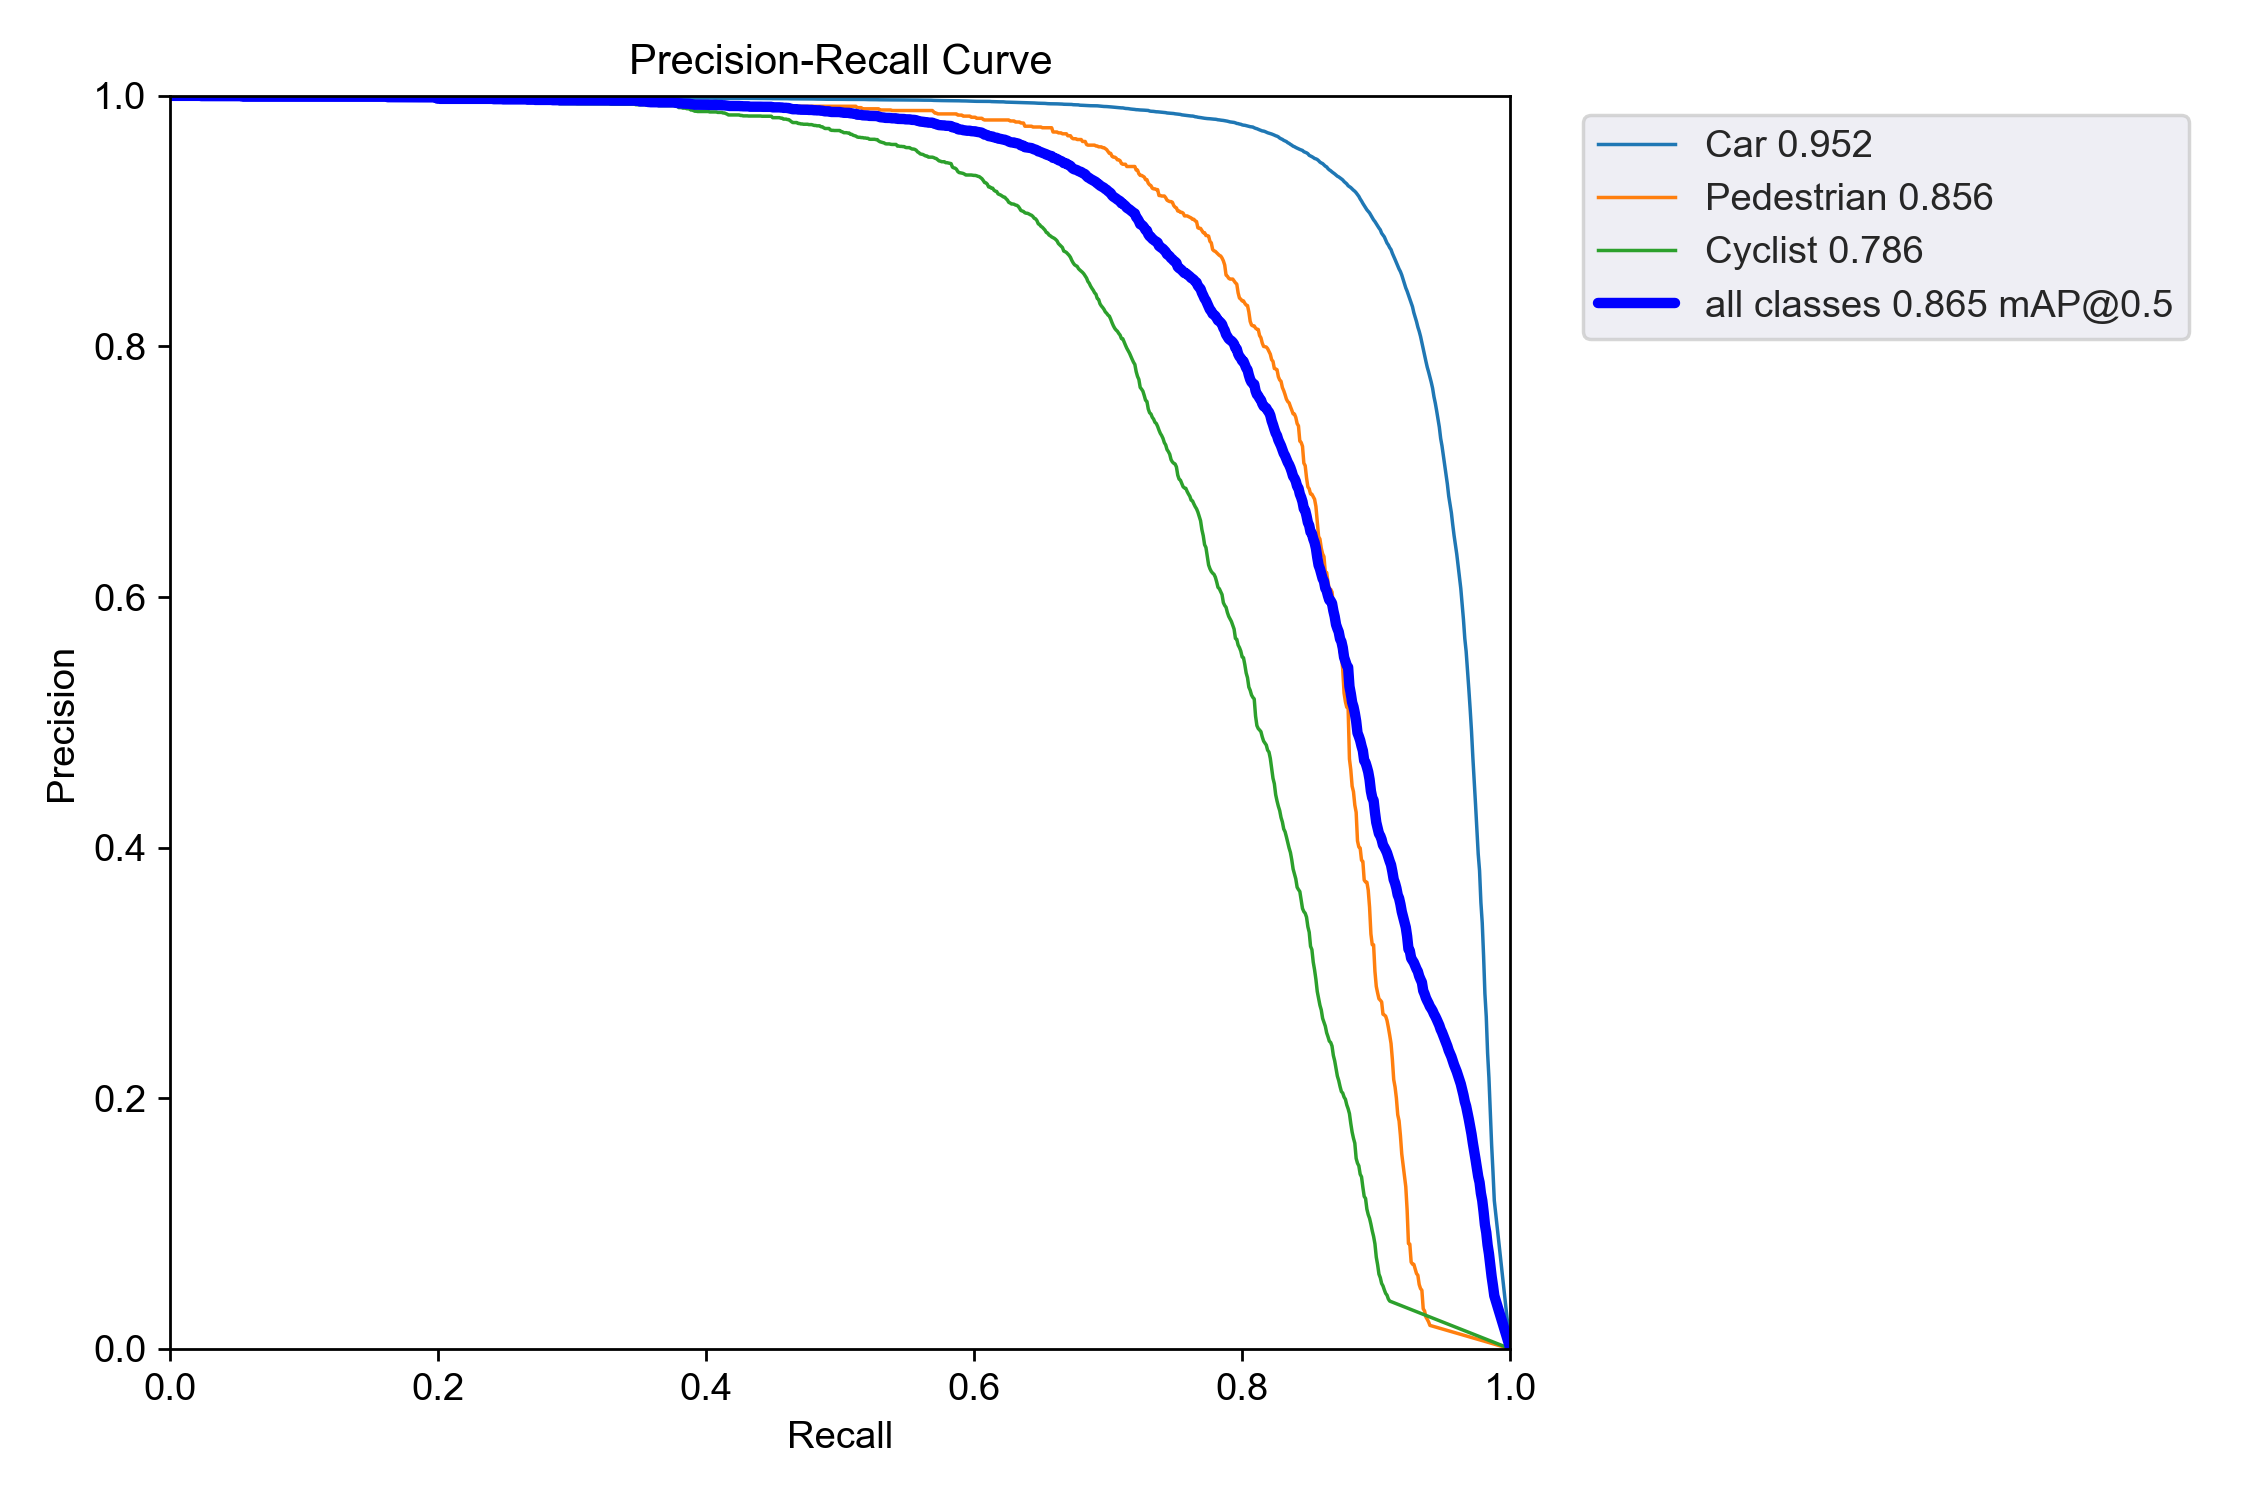 Precision-Recall Curve
1.0
0.8
0.6
0.4
0.2
0.0
Precision
0.0 0.2 0.4 0.6 0.8 1.0
Recall
Car 0.952
Pedestrian 0.856
Cyclist 0.786
all classes 0.865 mAP@0.5